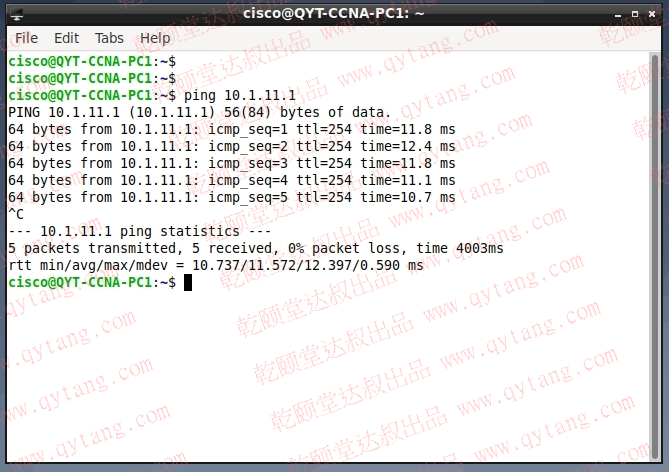 cisco@QYT-CCNA-PC1: ~
File Edit Tabs Help
cisco@QYT-CCNA-PC1:~$
cisco@QYT-CCNA-PC1:~$
cisco@QYT-CCNA-PC1:~$ ping 10.1.11.1
PING 10.1.11.1 (10.1.11.1) 56(84) bytes of data.
64 bytes from 10.1.11.1: icmp_seq=1 ttl=254 time=11.8 ms
64 bytes from 10.1.11.1: icmp_seq=2 ttl=254 time=12.4 ms
64 bytes from 10.1.11.1: icmp_seq=3 ttl=254 time=11.8 ms
64 bytes from 10.1.11.1: icmp_seq=4 ttl=254 time=11.1 ms
64 bytes from 10.1.11.1: icmp_seq=5 ttl=254 time=10.7 ms
^C
--- 10.1.11.1 ping statistics ---
5 packets transmitted, 5 received, 0% packet loss, time 4003ms
rtt min/avg/max/mdev = 10.737/11.572/12.397/0.590 ms
cisco@QYT-CCNA-PC1:~$
乾颐堂达叔出品 www.qytang.com